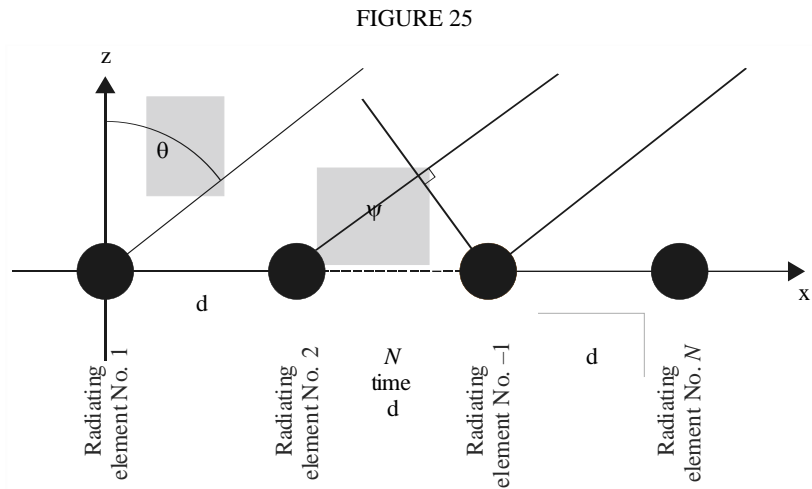 FIGURE 25
z
θ
ψ
x
d
N
time
d
d
Radiating
element No. 1
Radiating
element No. 2
Radiating
element No. –1
Radiating
element No. N